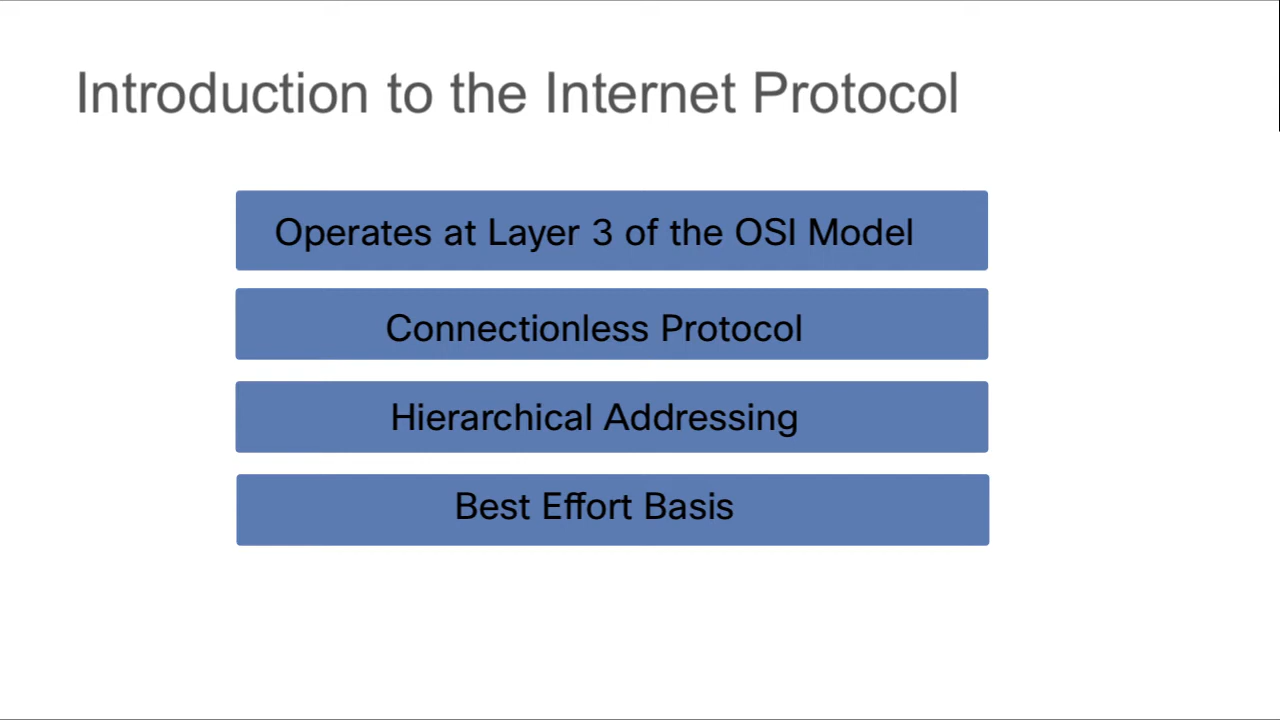 Introduction to the Internet Protocol
Operates at Layer 3 of the OSI Model
Connectionless Protocol
Hierarchical Addressing
Best Effort Basis